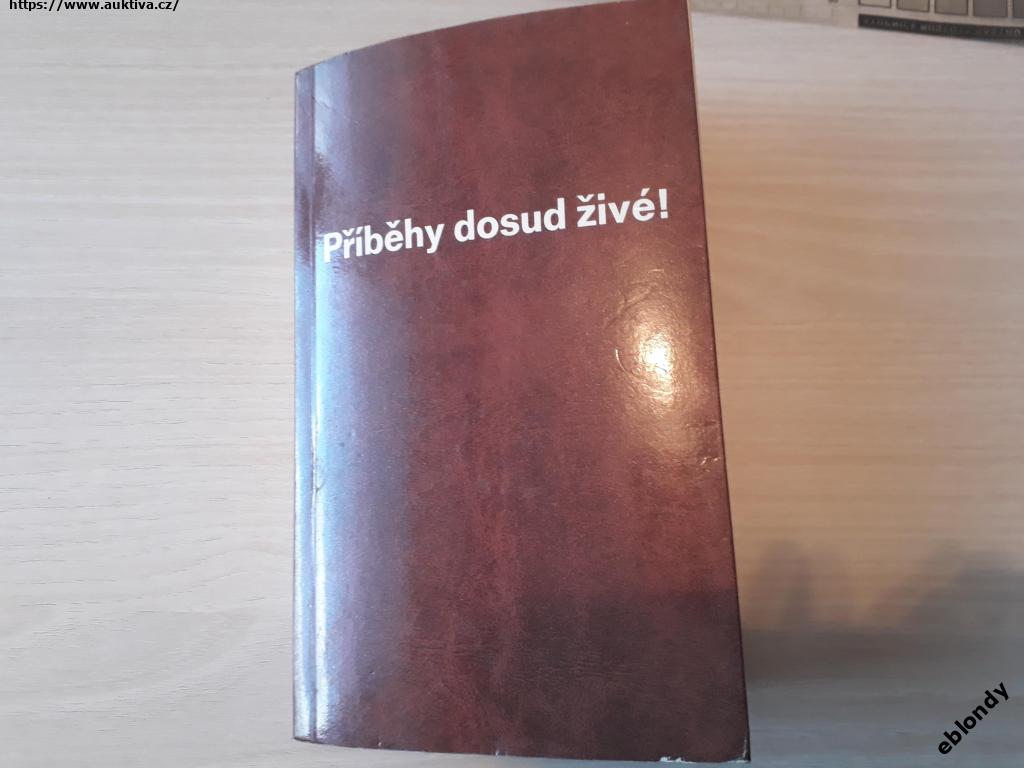 https://www.auktiva.cz/
Příběhy dosud živé!
eblondy